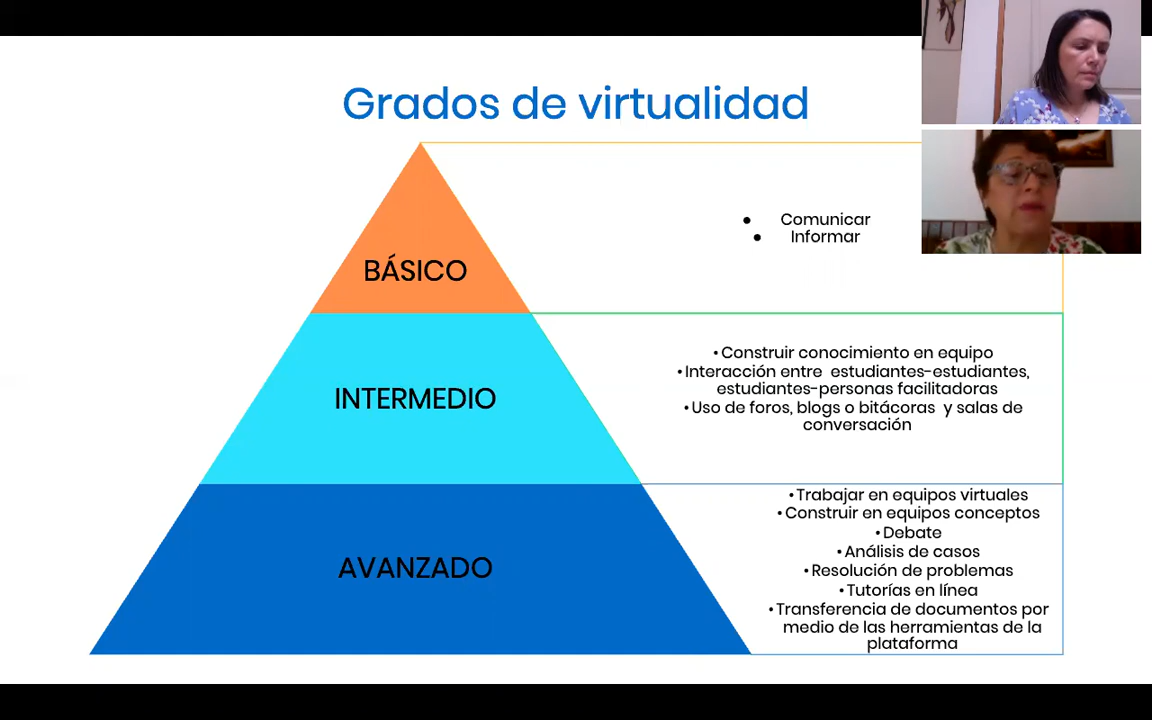 Grados de virtualidad
BÁSICO
● Comunicar
● Informar
INTERMEDIO
• Construir conocimiento en equipo
• Interacción entre estudiantes-estudiantes,
estudiantes-personas facilitadoras
• Uso de foros, blogs o bitácoras y salas de
conversación
AVANZADO
• Trabajar en equipos virtuales
• Construir en equipos conceptos
• Debate
• Análisis de casos
• Resolución de problemas
• Tutorías en línea
• Transferencia de documentos por
medio de las herramientas de la
plataforma